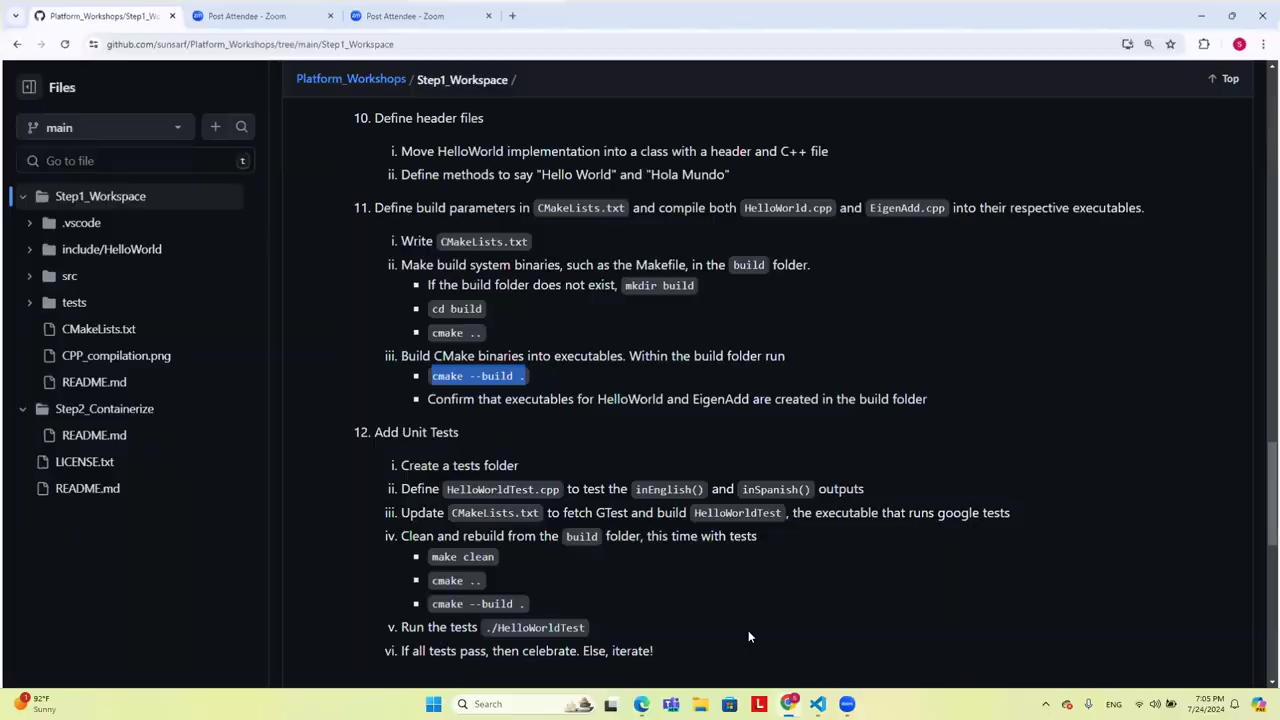 Platform_Workshops/Step1_Wo
Post Attendee - Zoom
Post Attendee - Zoom
github.com/sunsarf/Platform_Workshops/tree/main/Step1_Workspace
S
Files
Platform_Workshops / Step1_Workspace /
Top
main
Go to file
t
Step1_Workspace
.vscode
include/HelloWorld
src
tests
CMakeLists.txt
CPP_compilation.png
README.md
Step2_Containerize
README.md
LICENSE.txt
README.md
10. Define header files
i. Move HelloWorld implementation into a class with a header and C++ file
ii. Define methods to say "Hello World" and "Hola Mundo"
11. Define build parameters in CMakeLists.txt and compile both HelloWorld.cpp and EigenAdd.cpp into their respective executables.
i. Write CMakeLists.txt
ii. Make build system binaries, such as the Makefile, in the build folder.
If the build folder does not exist, mkdir build
cd build
cmake ..
iii. Build CMake binaries into executables. Within the build folder run
cmake --build .
Confirm that executables for HelloWorld and EigenAdd are created in the build folder
12. Add Unit Tests
i. Create a tests folder
ii. Define HelloWorldTest.cpp to test the inEnglish() and inSpanish() outputs
iii. Update CMakeLists.txt to fetch GTest and build HelloWorldTest, the executable that runs google tests
iv. Clean and rebuild from the build folder, this time with tests
make clean
cmake ..
cmake --build .
v. Run the tests ./HelloWorldTest
vi. If all tests pass, then celebrate. Else, iterate!
1
92°F
Sunny
Search
L
ENG
7:05 PM
7/24/2024